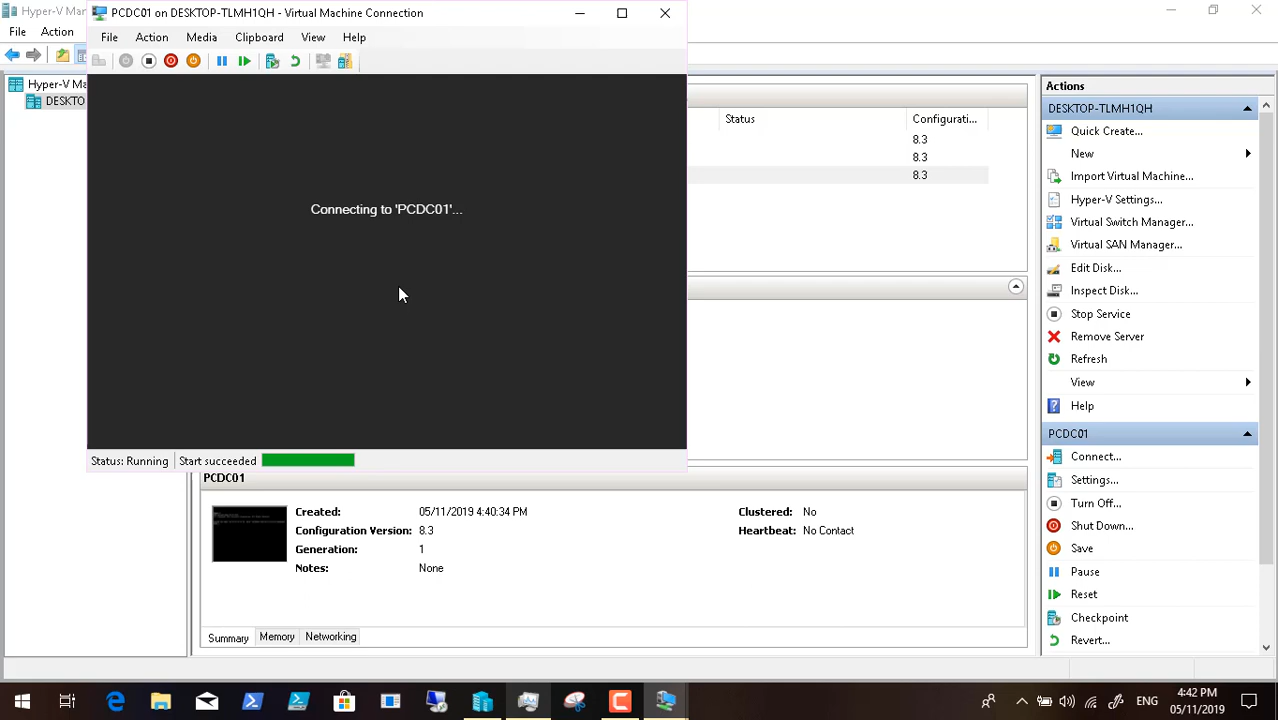 Hyper-V Ma
File Action
PCDC01 on DESKTOP-TLMH1QH - Virtual Machine Connection
File Action Media Clipboard View Help
Hyper-V Ma
DESKTO
Connecting to 'PCDC01'...
Status: Running
Start succeeded
Status Configurati...
8.3
8.3
8.3
PCDC01
Created: 05/11/2019 4:40:34 PM
Configuration Version: 8.3
Generation: 1
Notes: None
Clustered: No
Heartbeat: No Contact
Summary Memory Networking
Actions
DESKTOP-TLMH1QH
Quick Create...
New
Import Virtual Machine...
Hyper-V Settings...
Virtual Switch Manager...
Virtual SAN Manager...
Edit Disk...
Inspect Disk...
Stop Service
Remove Server
Refresh
View
Help
PCDC01
Connect...
Settings...
Turn Off...
Shut Down...
Save
Pause
Reset
Checkpoint
Revert...
ENG
4:42 PM
05/11/2019